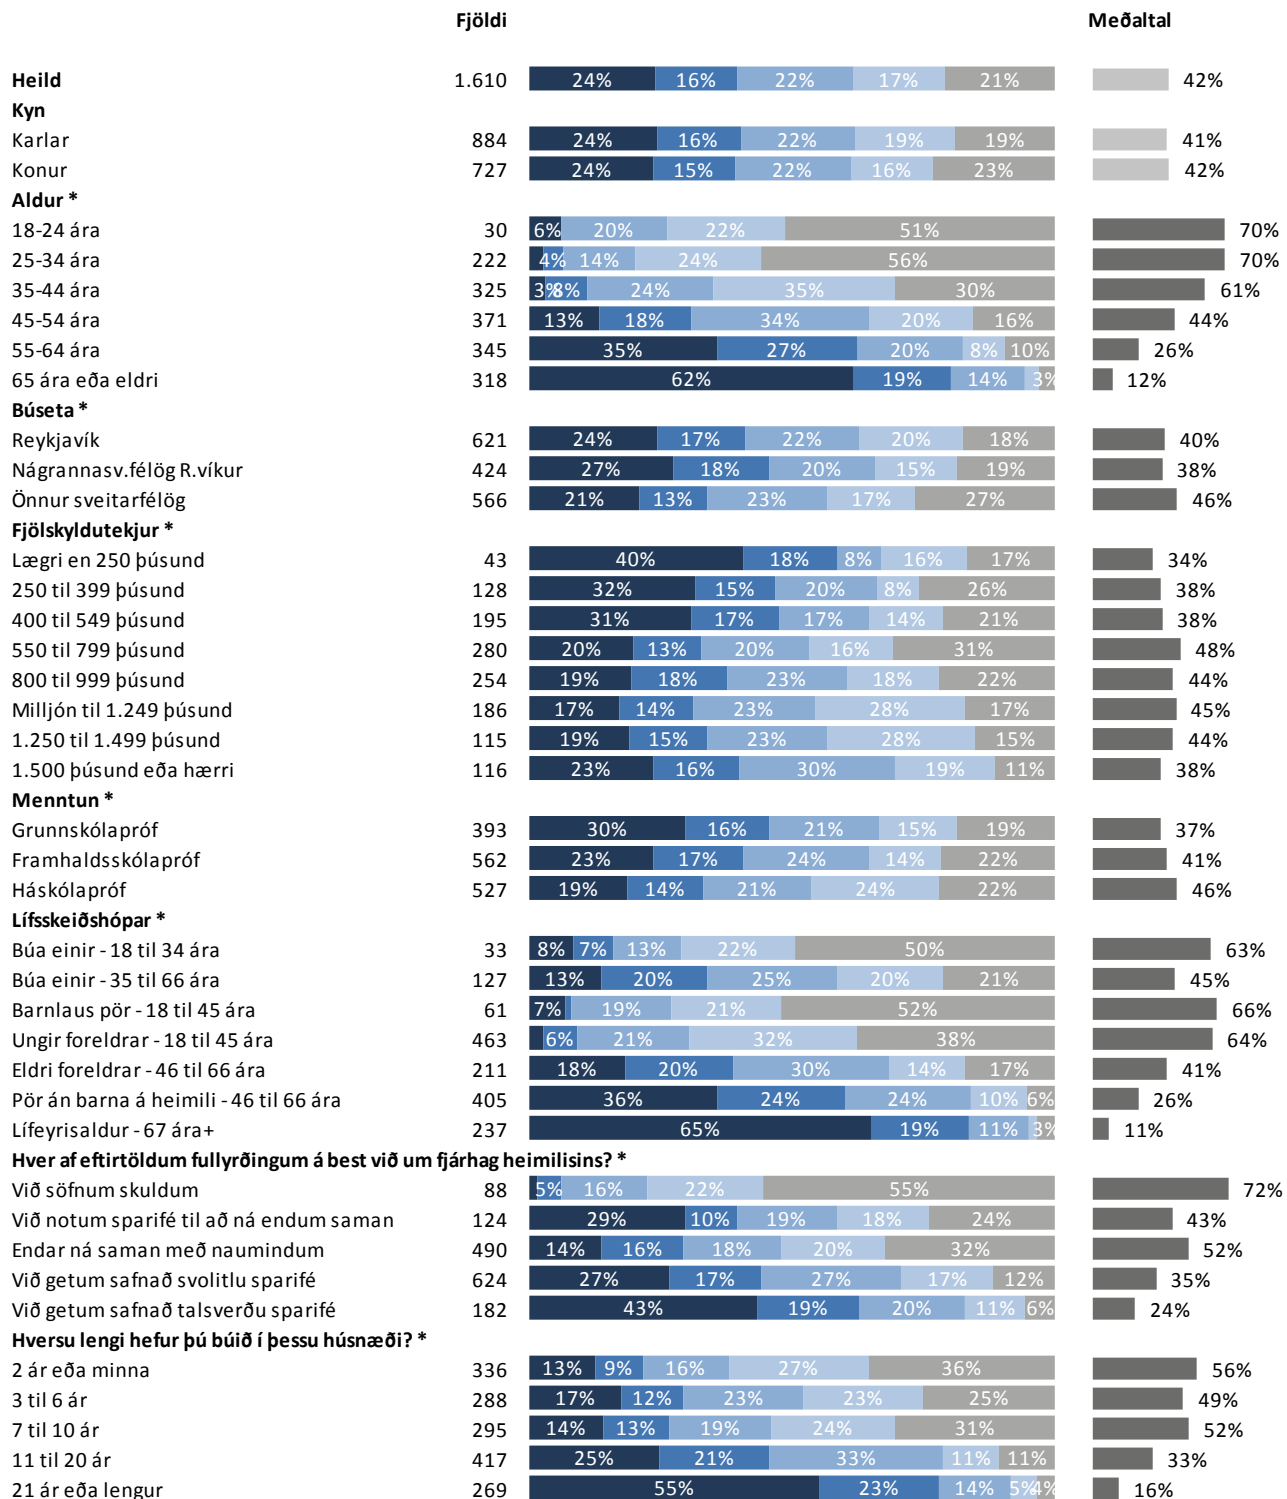 Fjöldi Meðaltal
Heild 1.610 24% 16% 22% 17% 21% 42%
Kyn
Karlar 884 24% 16% 22% 19% 19% 41%
Konur 727 24% 15% 22% 16% 23% 42%
Aldur *
18-24 ára 30 6% 20% 22% 51% 70%
25-34 ára 222 4% 14% 24% 56% 70%
35-44 ára 325 3% 8% 24% 35% 30% 61%
45-54 ára 371 13% 18% 34% 20% 16% 44%
55-64 ára 345 35% 27% 20% 8% 10% 26%
65 ára eða eldri 318 62% 19% 14% 3% 12%
Búseta *
Reykjavík 621 24% 17% 22% 20% 18% 40%
Nágrannasv.félög R.víkur 424 27% 18% 20% 15% 19% 38%
Önnur sveitarfélög 566 21% 13% 23% 17% 27% 46%
Fjölskyldutekjur *
Lægri en 250 þúsund 43 40% 18% 8% 16% 17% 34%
250 til 399 þúsund 128 32% 15% 20% 8% 26% 38%
400 til 549 þúsund 195 31% 17% 17% 14% 21% 38%
550 til 799 þúsund 280 20% 13% 20% 16% 31% 48%
800 til 999 þúsund 254 19% 18% 23% 18% 22% 44%
Milljón til 1.249 þúsund 186 17% 14% 23% 28% 17% 45%
1.250 til 1.499 þúsund 115 19% 15% 23% 28% 15% 44%
1.500 þúsund eða hærri 116 23% 16% 30% 19% 11% 38%
Menntun *
Grunnskólapróf 393 30% 16% 21% 15% 19% 37%
Framhaldsskólapróf 562 23% 17% 24% 14% 22% 41%
Háskólapróf 527 19% 14% 21% 24% 22% 46%
Lífsskeiðshópar *
Búa einir - 18 til 34 ára 33 8% 7% 13% 22% 50% 63%
Búa einir - 35 til 66 ára 127 13% 20% 25% 20% 21% 45%
Barnlaus pör - 18 til 45 ára 61 7% 19% 21% 52% 66%
Ungir foreldrar - 18 til 45 ára 463 6% 21% 32% 38% 64%
Eldri foreldrar - 46 til 66 ára 211 18% 20% 30% 14% 17% 41%
Pör án barna á heimili - 46 til 66 ára 405 36% 24% 24% 10% 6% 26%
Lífeyrisaldur - 67 ára+ 237 65% 19% 11% 3% 11%
Hver af eftirtöldum fullyrðingum á best við um fjárhag heimilisins? *
Við söfnum skuldum 88 5% 16% 22% 55% 72%
Við notum sparifé til að ná endum saman 124 29% 10% 19% 18% 24% 43%
Endar ná saman með naumindum 490 14% 16% 18% 20% 32% 52%
Við getum safnað svolitlu sparifé 624 27% 17% 27% 17% 12% 35%
Við getum safnað talsverðu sparifé 182 43% 19% 20% 11% 6% 24%
Hversu lengi hefur þú búið í þessu húsnæði? *
2 ár eða minna 336 13% 9% 16% 27% 36% 56%
3 til 6 ár 288 17% 12% 23% 23% 25% 49%
7 til 10 ár 295 14% 13% 19% 24% 31% 52%
11 til 20 ár 417 25% 21% 33% 11% 11% 33%
21 ár eða lengur 269 55% 23% 14% 5% 4% 16%